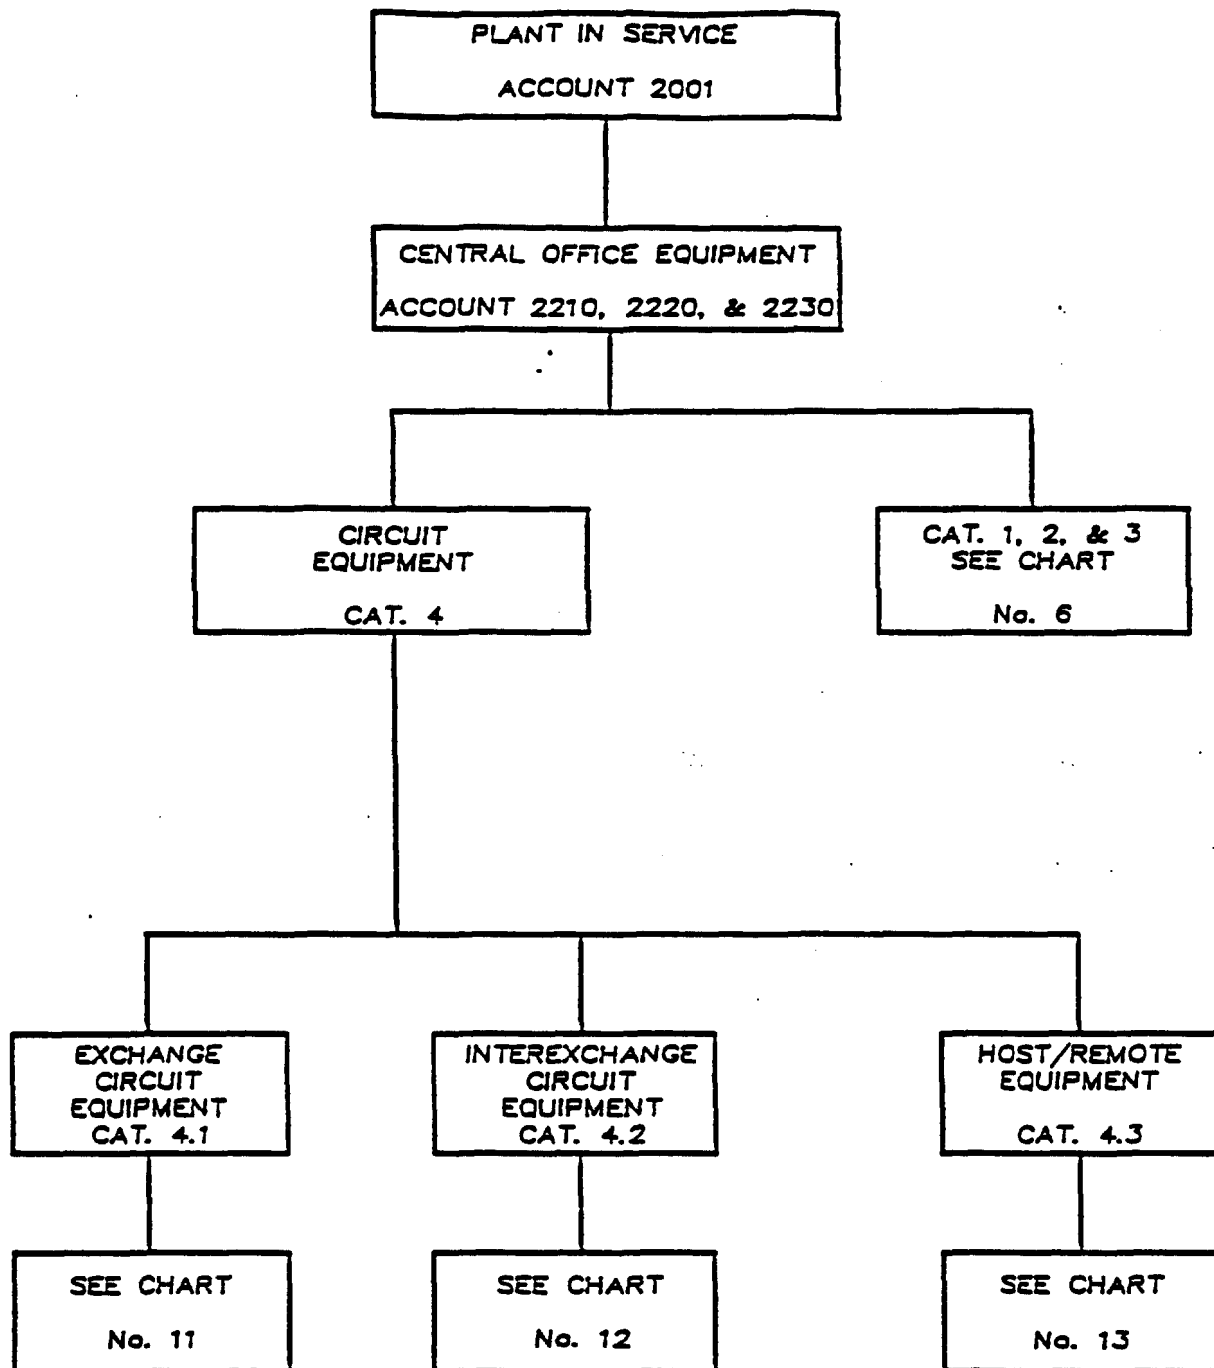 PLANT IN SERVICE
ACCOUNT 2001
CENTRAL OFFICE EQUIPMENT
ACCOUNT 2210, 2220, & 2230
CIRCUIT
EQUIPMENT
CAT. 4
CAT. 1, 2, & 3
SEE CHART
No. 6
EXCHANGE
CIRCUIT
EQUIPMENT
CAT. 4.1
INTEREXCHANGE
CIRCUIT
EQUIPMENT
CAT. 4.2
HOST/REMOTE
EQUIPMENT
CAT. 4.3
SEE CHART
No. 11
SEE CHART
No. 12
SEE CHART
No. 13